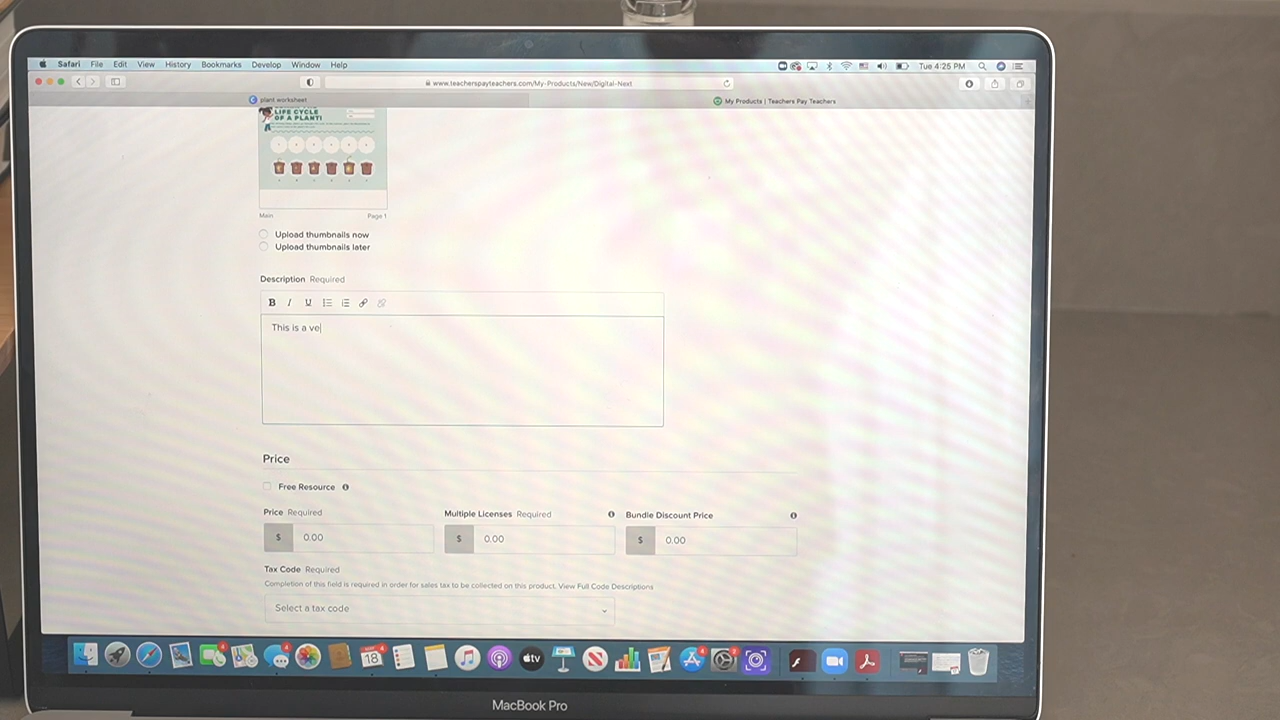 Safari File Edit View History Bookmarks Develop Window Help Tue 4:25 PM
www.teacherspayteachers.com/My-Products/New/Digital-Next
plant worksheet My Products | Teachers Pay Teachers
LIFE CYCLE
OF A PLANT!
Main Page 1
Upload thumbnails now
Upload thumbnails later
Description Required
B I U
This is a ve
Price
Free Resource
Price Required Multiple Licenses Required Bundle Discount Price
$ 0.00 $ 0.00 $ 0.00
Tax Code Required
Completion of this field is required in order for sales tax to be collected on this product. View Full Code Descriptions
Select a tax code
18
tv
MacBook Pro